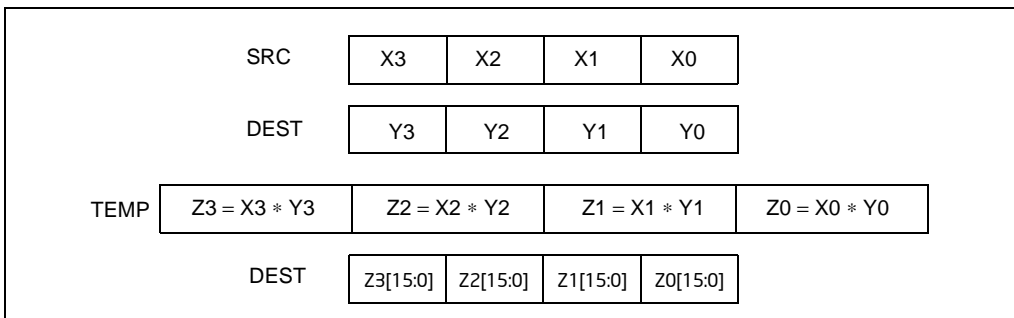 SRC X3 X2 X1 X0
DEST Y3 Y2 Y1 Y0
TEMP Z3 = X3 ∗ Y3 Z2 = X2 ∗ Y2 Z1 = X1 ∗ Y1 Z0 = X0 ∗ Y0
DEST Z3[15:0] Z2[15:0] Z1[15:0] Z0[15:0]